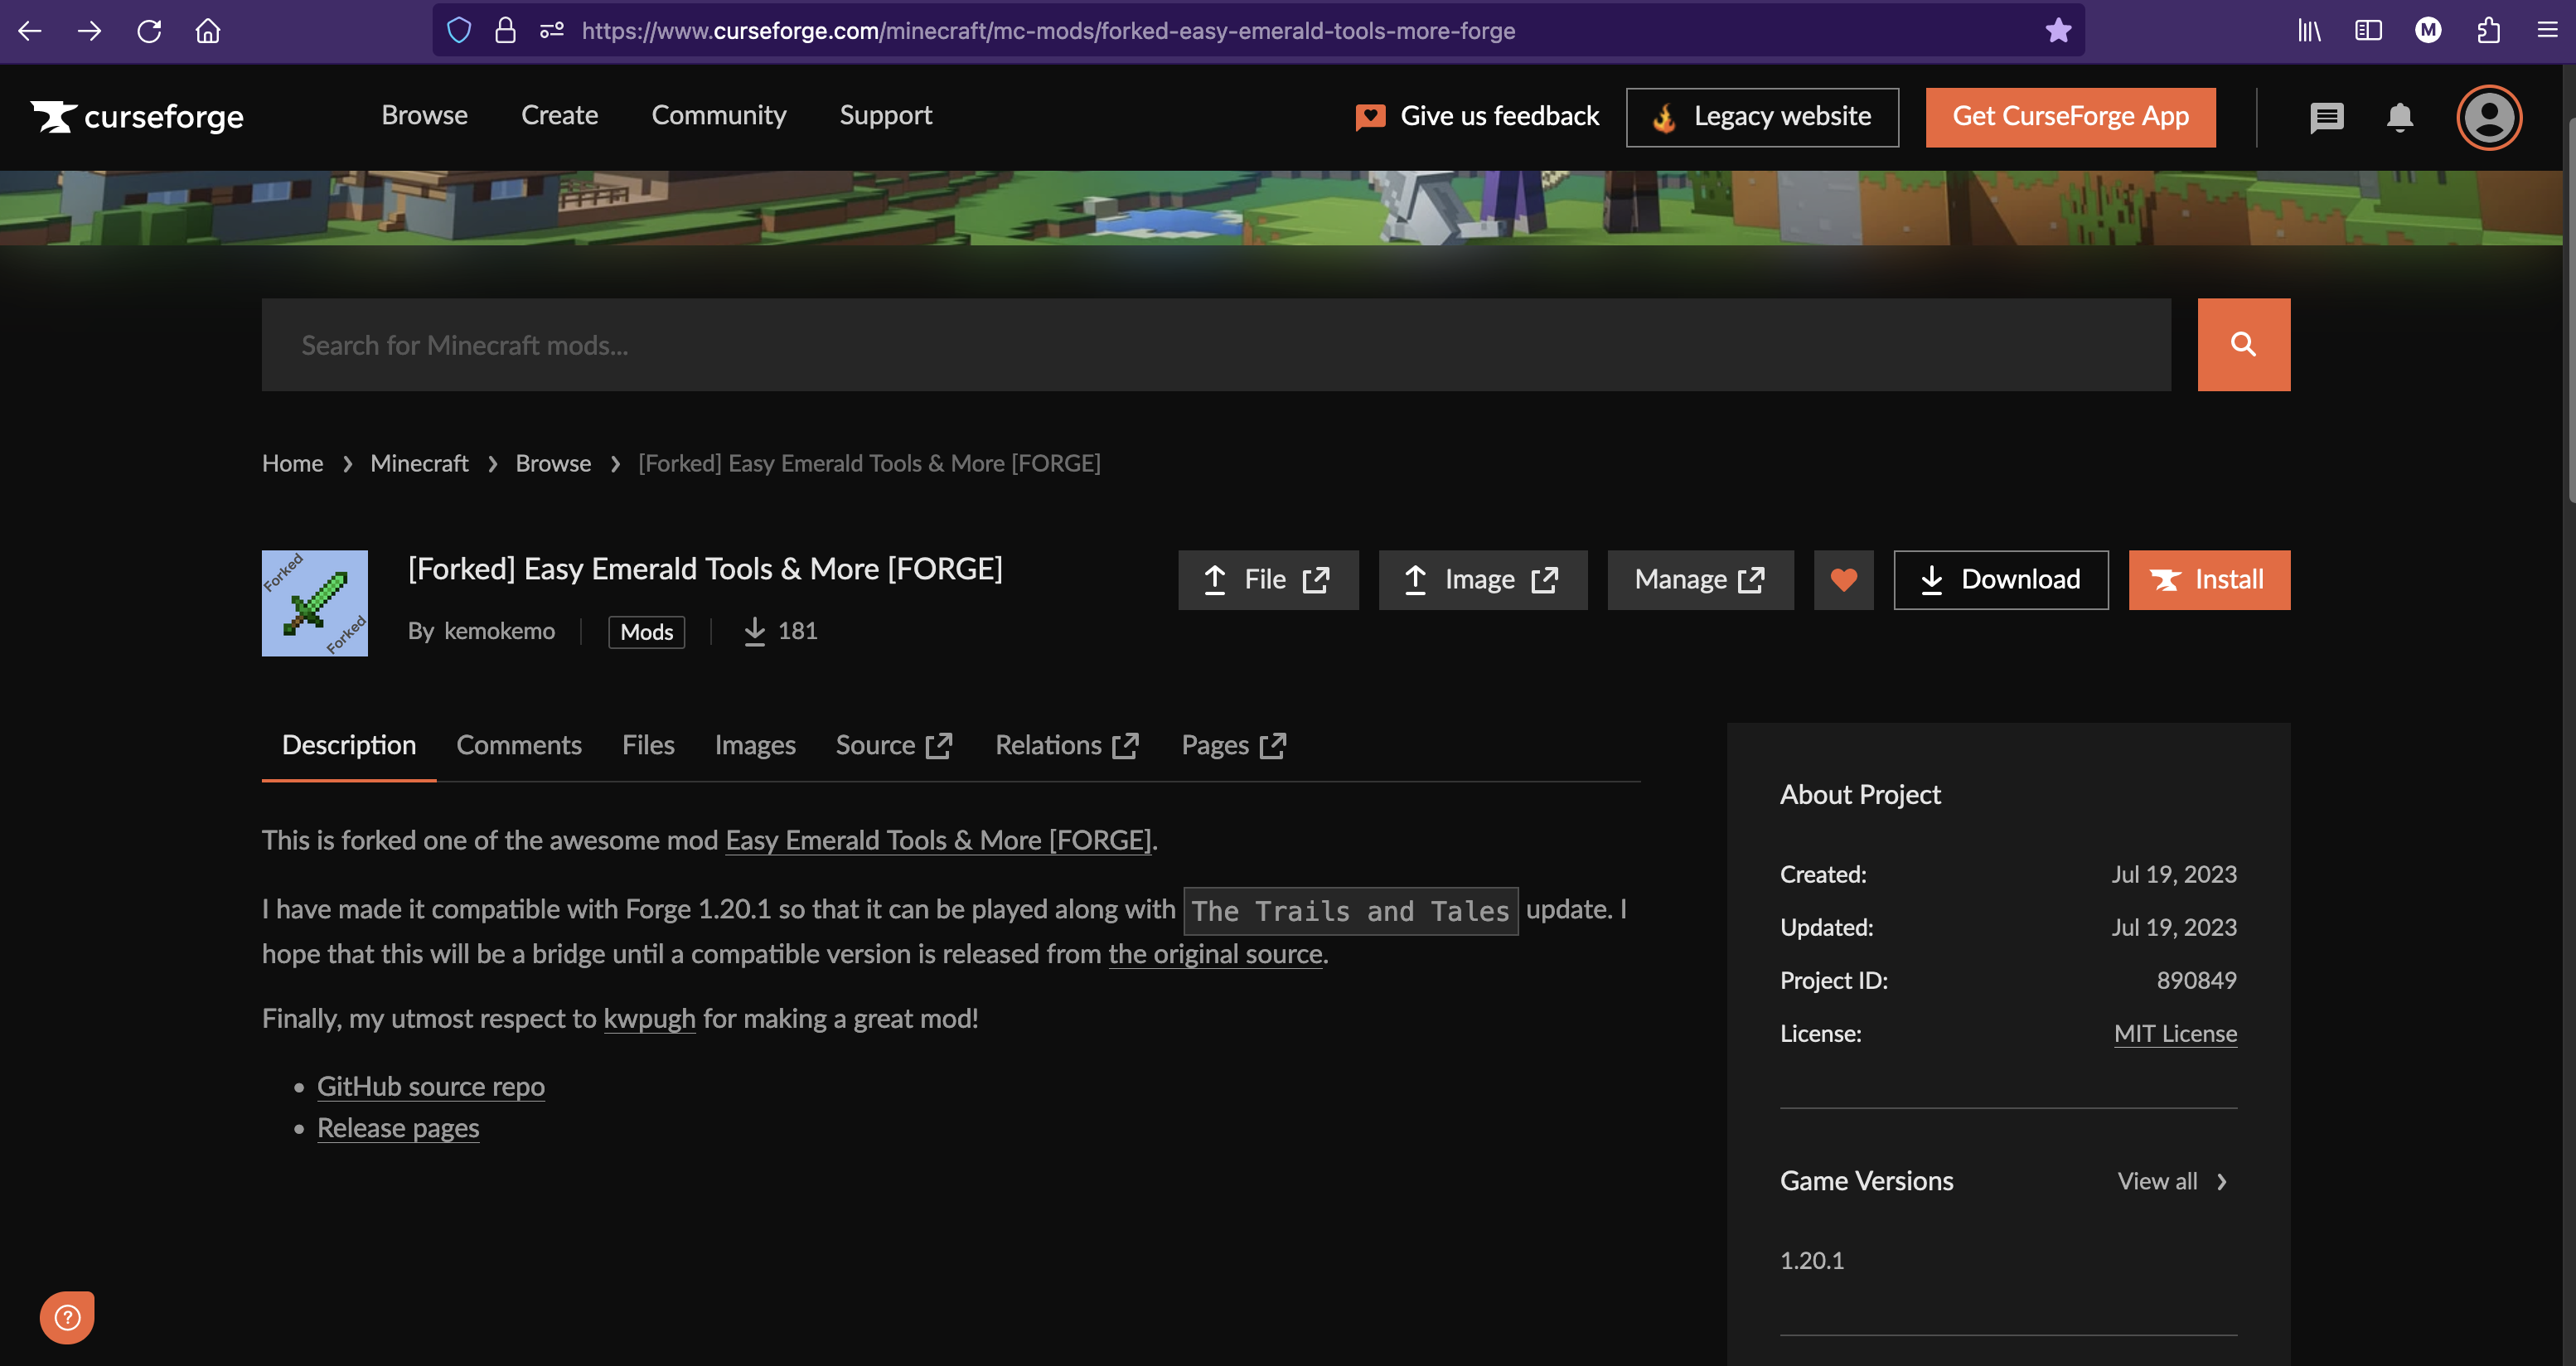 https://www.curseforge.com/minecraft/mc-mods/forked-easy-emerald-tools-more-forge
M
curseforge
Browse
Create
Community
Support
Give us feedback
Legacy website
Get CurseForge App
Search for Minecraft mods...
Home > Minecraft > Browse > [Forked] Easy Emerald Tools & More [FORGE]
Forked
Forked
[Forked] Easy Emerald Tools & More [FORGE]
By kemokemo
Mods
181
File
Image
Manage
Download
Install
Description
Comments
Files
Images
Source
Relations
Pages
This is forked one of the awesome mod Easy Emerald Tools & More [FORGE].
I have made it compatible with Forge 1.20.1 so that it can be played along with The Trails and Tales update. I
hope that this will be a bridge until a compatible version is released from the original source.
Finally, my utmost respect to kwpugh for making a great mod!
• GitHub source repo
• Release pages
About Project
Created: Jul 19, 2023
Updated: Jul 19, 2023
Project ID: 890849
License: MIT License
Game Versions
View all >
1.20.1
?